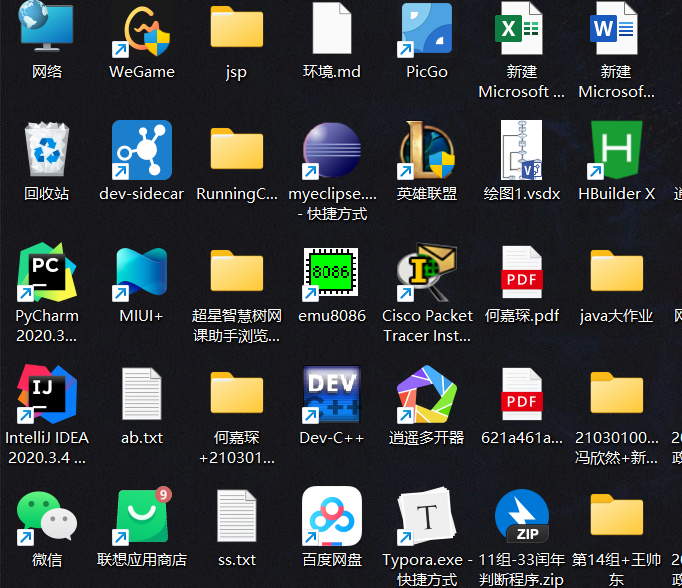 网络
WeGame
jsp
环境.md
PicGo
X
新建
Microsoft ...
W
新建
Microsof...
回收站
dev-sidecar
RunningC...
myeclipse....
- 快捷方式
英雄联盟
V
绘图1.vsdx
H
HBuilder X
PC
PyCharm
2020.3...
MIUI+
超星智慧树网
课助手浏览...
8086
emu8086
Cisco Packet
Tracer Inst...
PDF
何嘉琛.pdf
java大作业
IJ
IntelliJ IDEA
2020.3.4 ...
ab.txt
何嘉琛
+210301...
DEV
C++
Dev-C++
逍遥多开器
PDF
621a461a...
21030100...
冯欣然+新...
微信
9
联想应用商店
ss.txt
百度网盘
T
Typora.exe -
快捷方式
ZIP
11组-33闰年
判断程序.zip
第14组+王帅
东